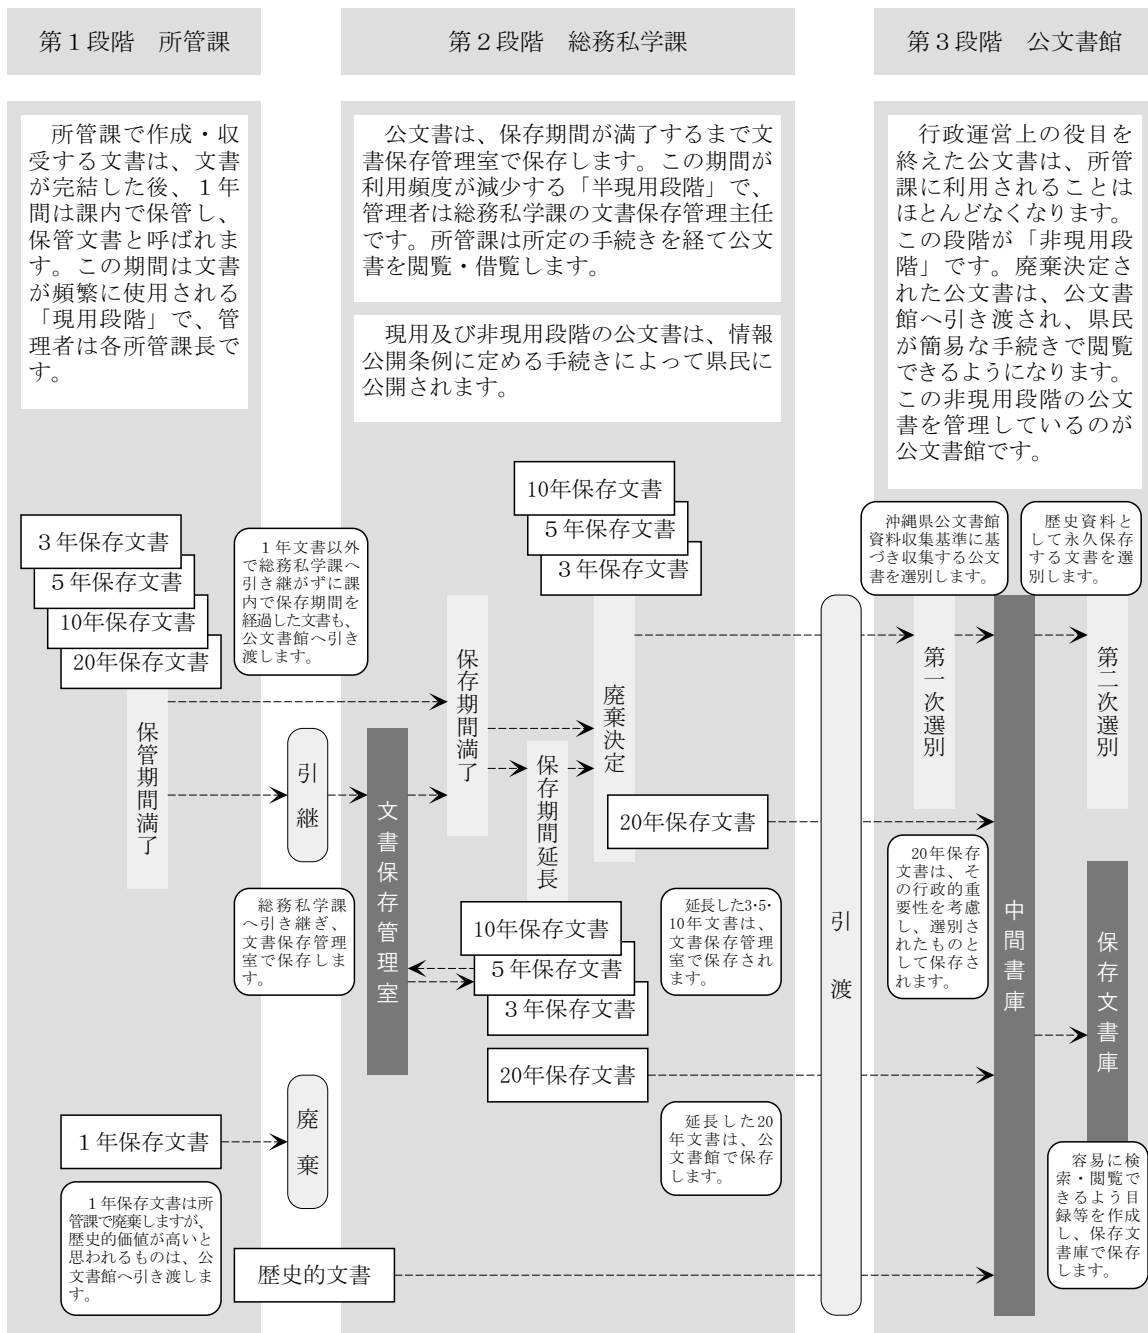 第１段階　所管課
第２段階　総務私学課
第３段階　公文書館
所管課で作成・収
受する文書は、文書
が完結した後、１年
間は課内で保管し、
保管文書と呼ばれま
す。この期間は文書
が頻繁に使用される
「現用段階」で、管
理者は各所管課長で
す。
公文書は、保存期間が満了するまで文
書保存管理室で保存します。この期間が
利用頻度が減少する「半現用段階」で、
管理者は総務私学課の文書保存管理主任
です。所管課は所定の手続きを経て公文
書を閲覧・借覧します。
現用及び非現用段階の公文書は、情報
公開条例に定める手続きによって県民に
公開されます。
行政運営上の役目を
終えた公文書は、所管
課に利用されることは
ほとんどなくなります。
この段階が「非現用段
階」です。廃棄決定さ
れた公文書は、公文書
館へ引き渡され、県民
が簡易な手続きで閲覧
できるようになります。
この非現用段階の公文
書を管理しているのが
公文書館です。
３年保存文書
５年保存文書
10年保存文書
20年保存文書
保管期間満了
１年文書以外
で総務私学課へ
引き継がずに課
内で保存期間を
経過した文書も、
公文書館へ引き
渡します。
引継
総務私学課
へ引き継ぎ、
文書保存管理
室で保存しま
す。
文書保存管理室
保存期間満了
保存期間延長
10年保存文書
５年保存文書
３年保存文書
廃棄決定
20年保存文書
10年保存文書
５年保存文書
３年保存文書
延長した3・5・
10年文書は、
文書保存管理
室で保存され
ます。
20年保存文書
延長した20
年文書は、公
文書館で保存
します。
１年保存文書
廃棄
１年保存文書は所
管課で廃棄しますが、
歴史的価値が高いと
思われるものは、公
文書館へ引き渡しま
す。
歴史的文書
引渡
沖縄県公文書館
資料収集基準に基
づき収集する公文
書を選別します。
第一次選別
20年保存
文書は、そ
の行政的重
要性を考慮
し、選別さ
れたものと
して保存さ
れます。
中間書庫
歴史資料と
して永久保存
する文書を選
別します。
第二次選別
保存文書庫
容易に検
索・閲覧で
きるよう目
録等を作成
し、保存文
書庫で保存
します。